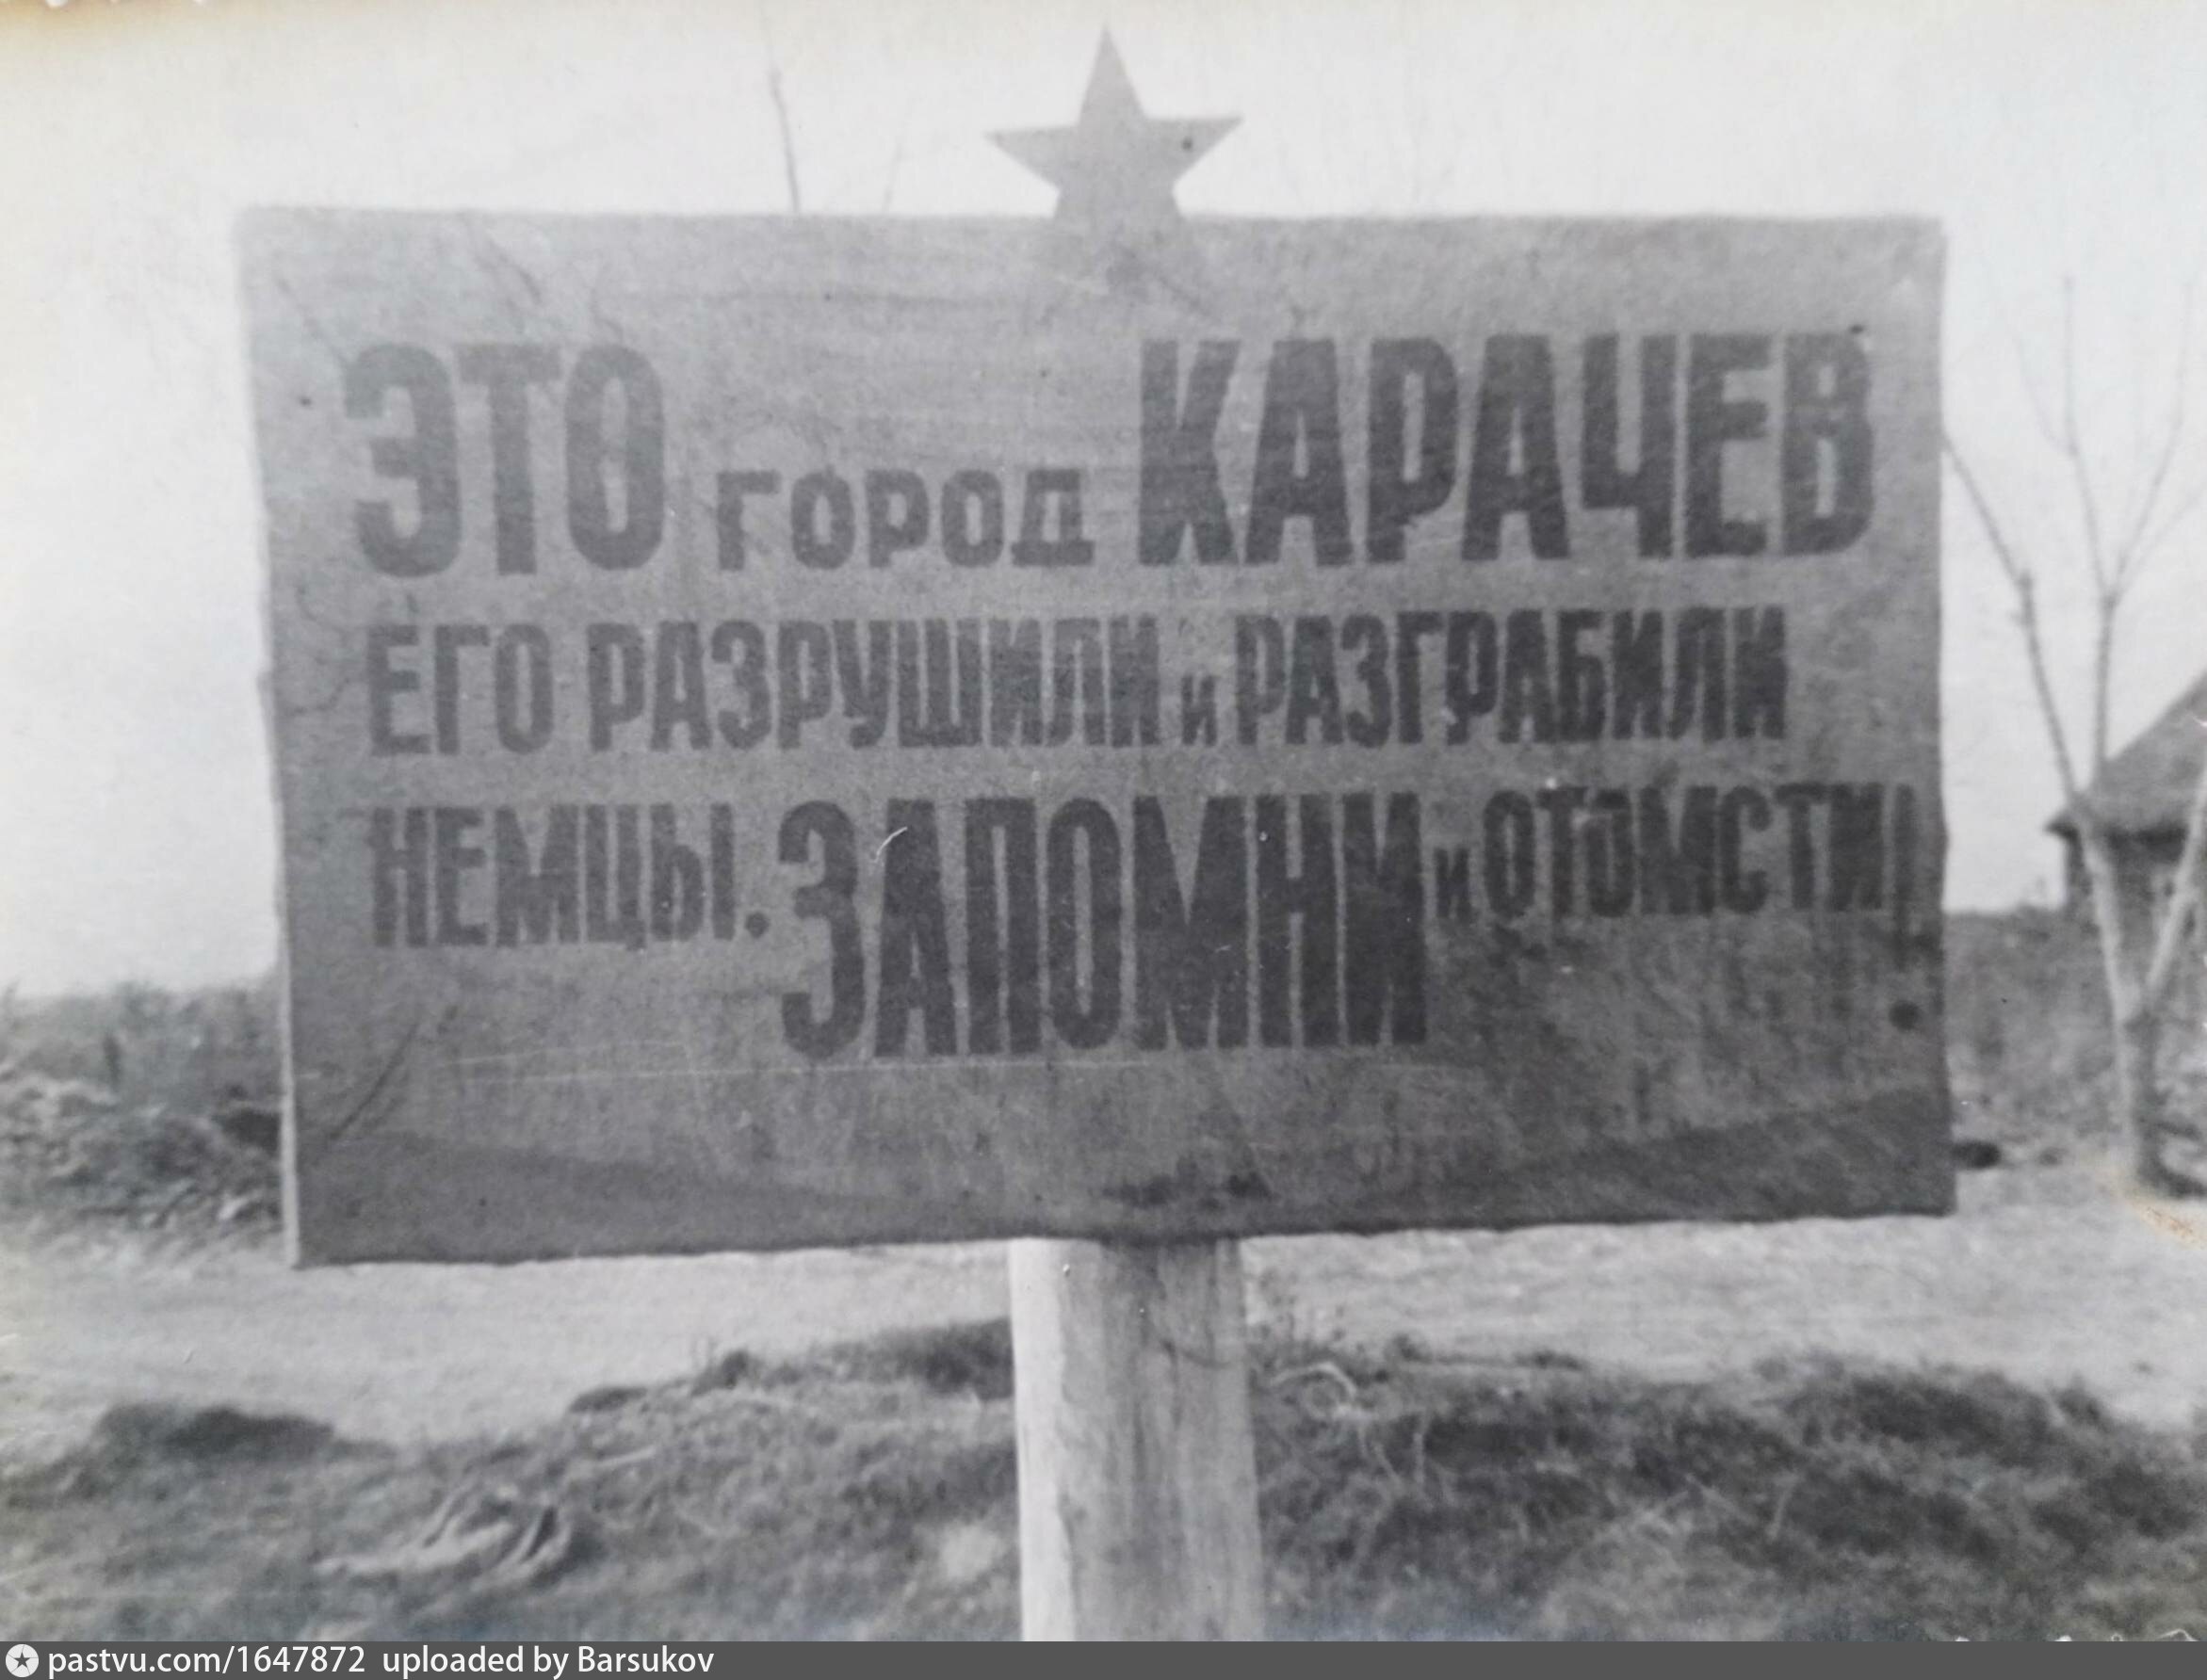 ЭТО ГОРОД КАРАЧЕВ
ЕГО РАЗРУШИЛИ и РАЗГРАБИЛИ
НЕМЦЫ. ЗАПОМНИ и ОТОМСТИ!
pastvu.com/1647872 uploaded by Barsukov